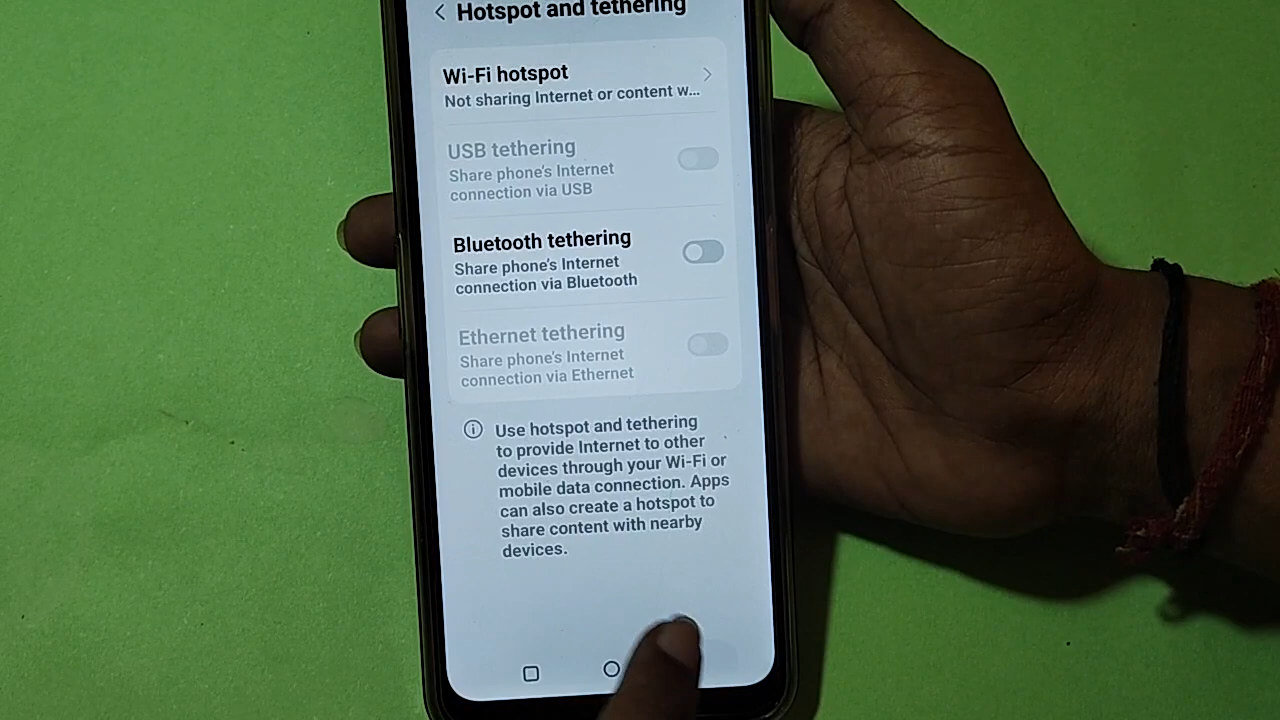 Hotspot and tethering
Wi-Fi hotspot
Not sharing Internet or content w...
USB tethering
Share phone's Internet
connection via USB
Bluetooth tethering
Share phone's Internet
connection via Bluetooth
Ethernet tethering
Share phone's Internet
connection via Ethernet
Use hotspot and tethering
to provide Internet to other
devices through your Wi-Fi or
mobile data connection. Apps
can also create a hotspot to
share content with nearby
devices.